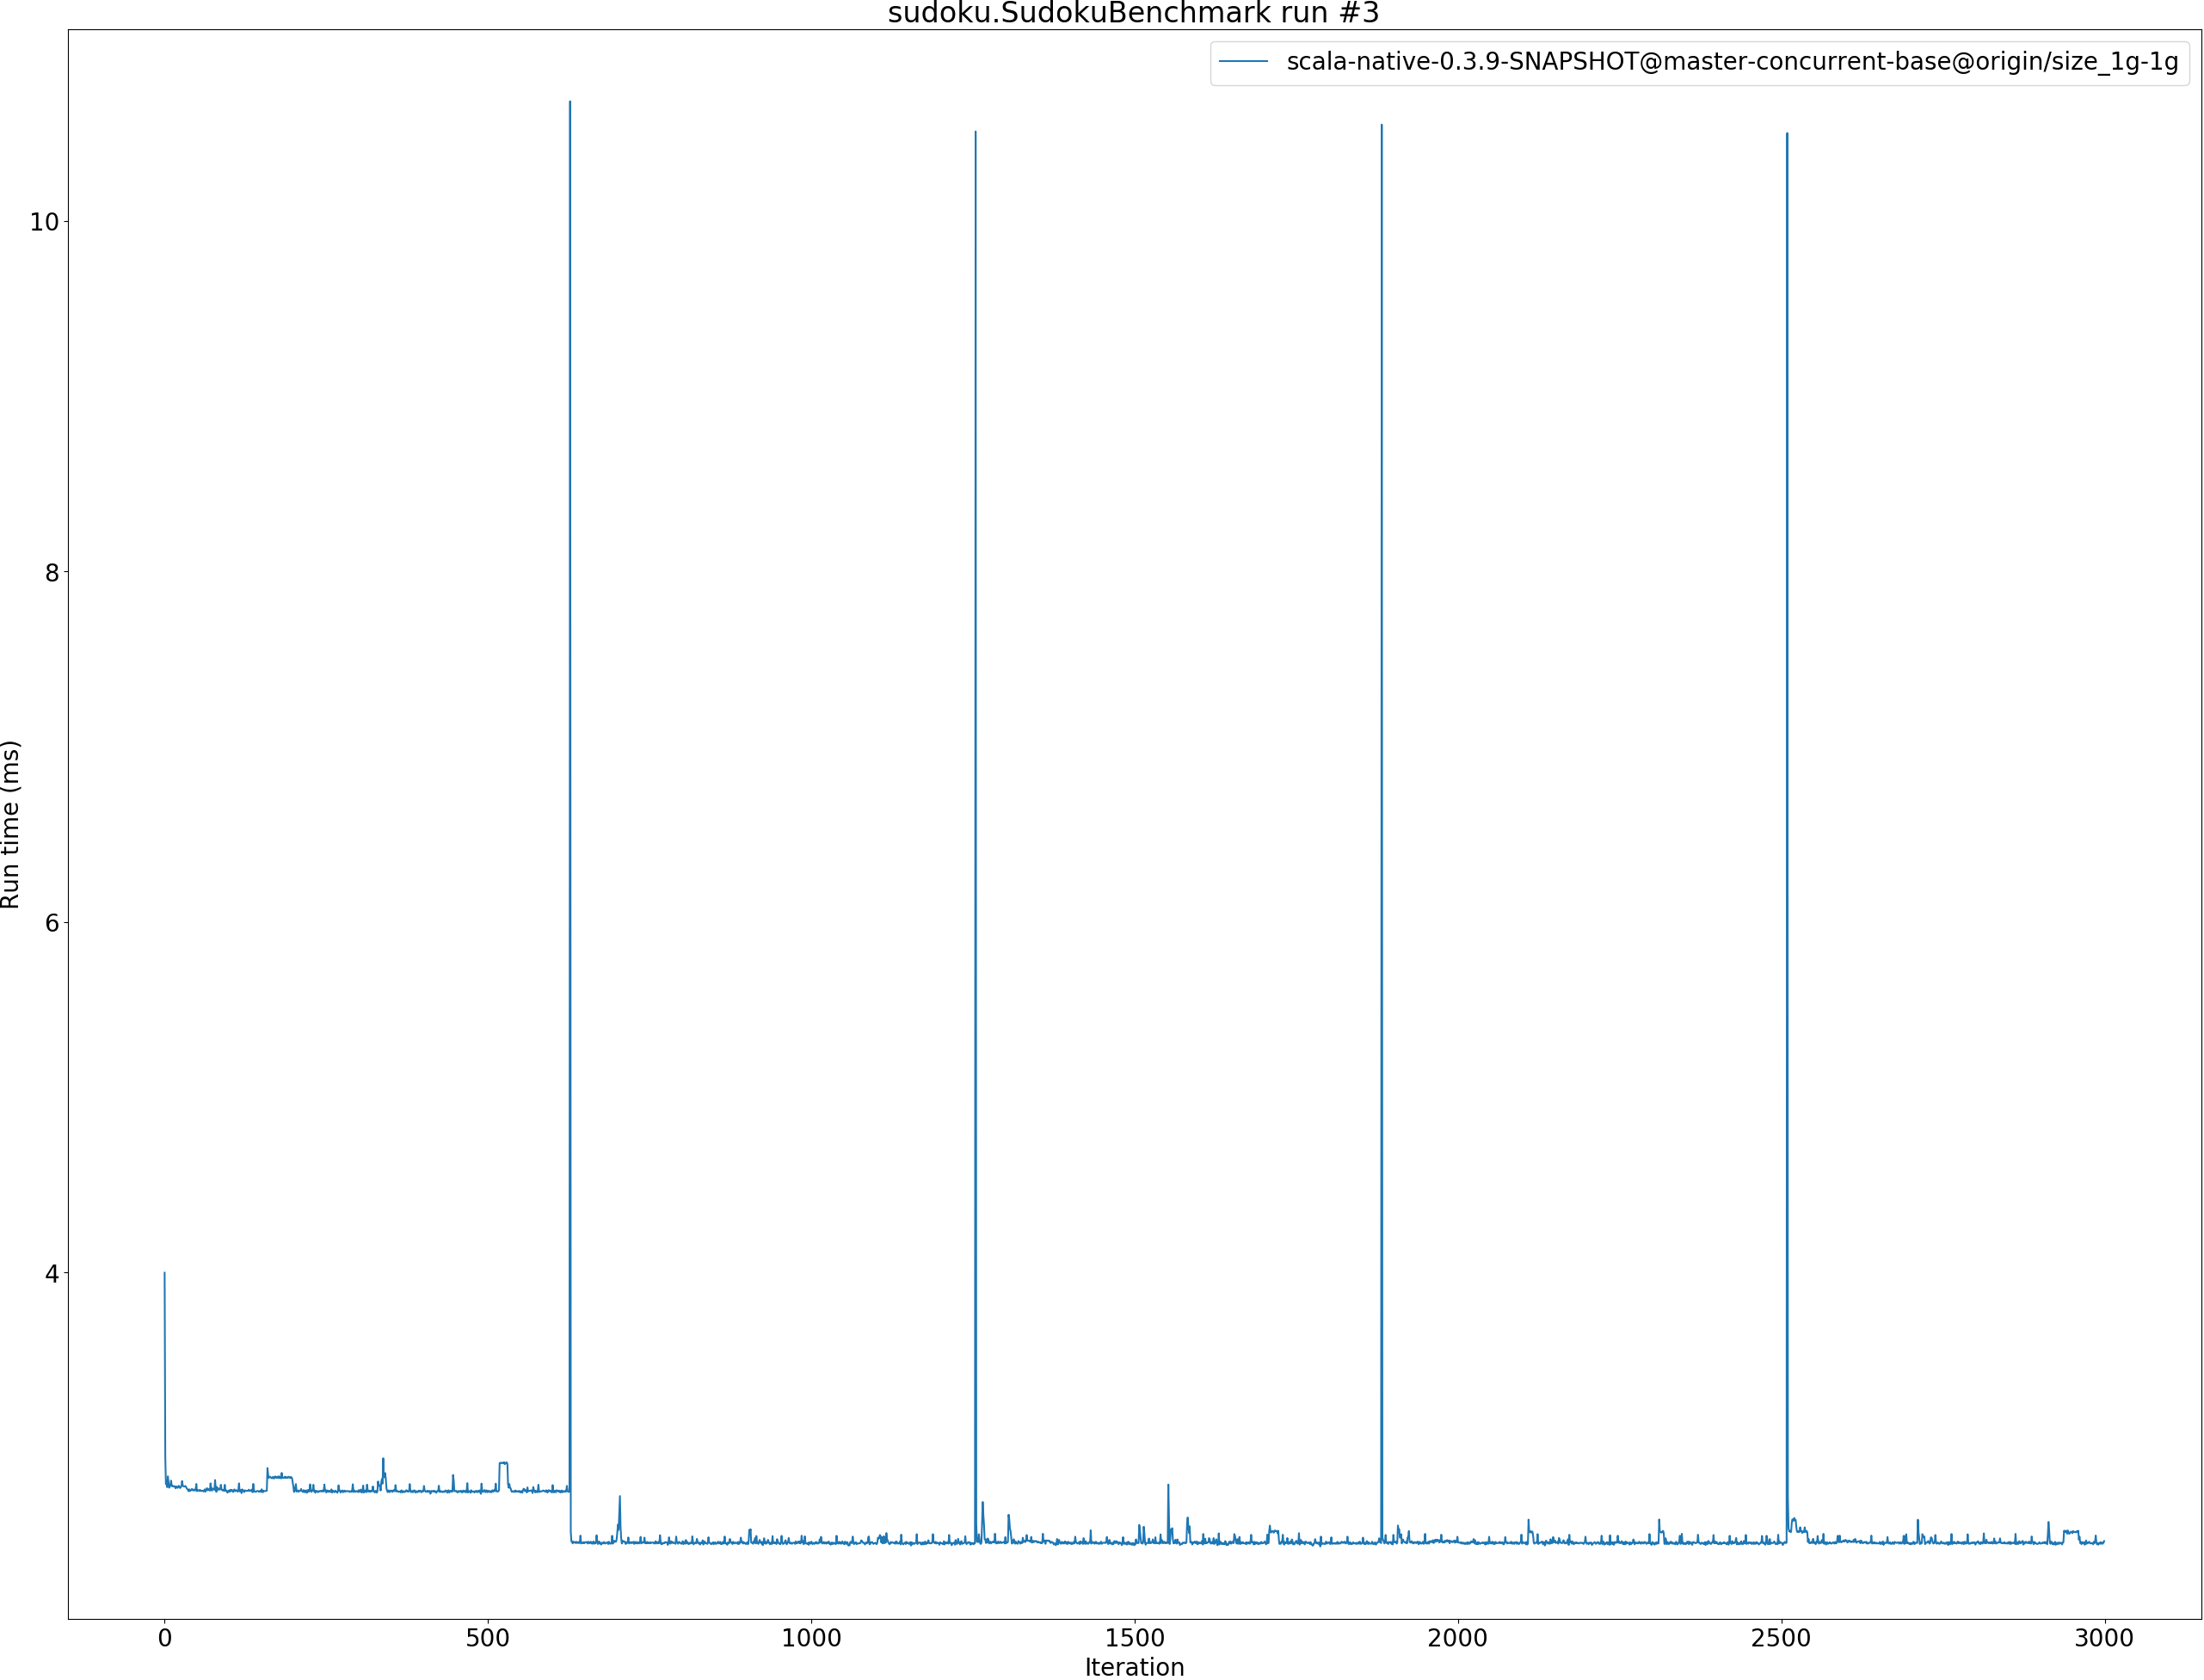 sudoku.SudokuBenchmark run #3
scala-native-0.3.9-SNAPSHOT@master-concurrent-base@origin/size_1g-1g
10
8
6
4
Run time (ms)
0 500 1000 1500 2000 2500 3000
Iteration